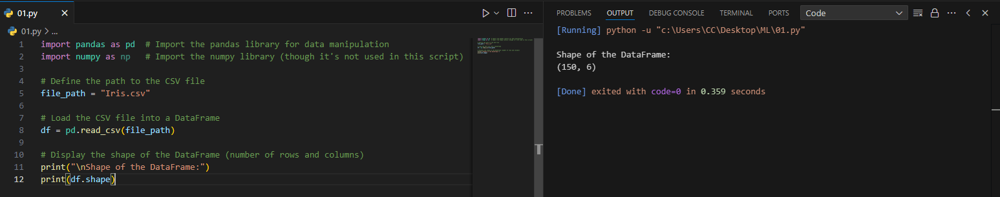 01.py
01.py > ...
1 import pandas as pd  # Import the pandas library for data manipulation
2 import numpy as np   # Import the numpy library (though it's not used in this script)
3
4 # Define the path to the CSV file
5 file_path = "Iris.csv"
6
7 # Load the CSV file into a DataFrame
8 df = pd.read_csv(file_path)
9
10 # Display the shape of the DataFrame (number of rows and columns)
11 print("\nShape of the DataFrame:")
12 print(df.shape)
PROBLEMS OUTPUT DEBUG CONSOLE TERMINAL PORTS Code
[Running] python -u "c:\Users\CC\Desktop\ML\01.py"
Shape of the DataFrame:
(150, 6)
[Done] exited with code=0 in 0.359 seconds